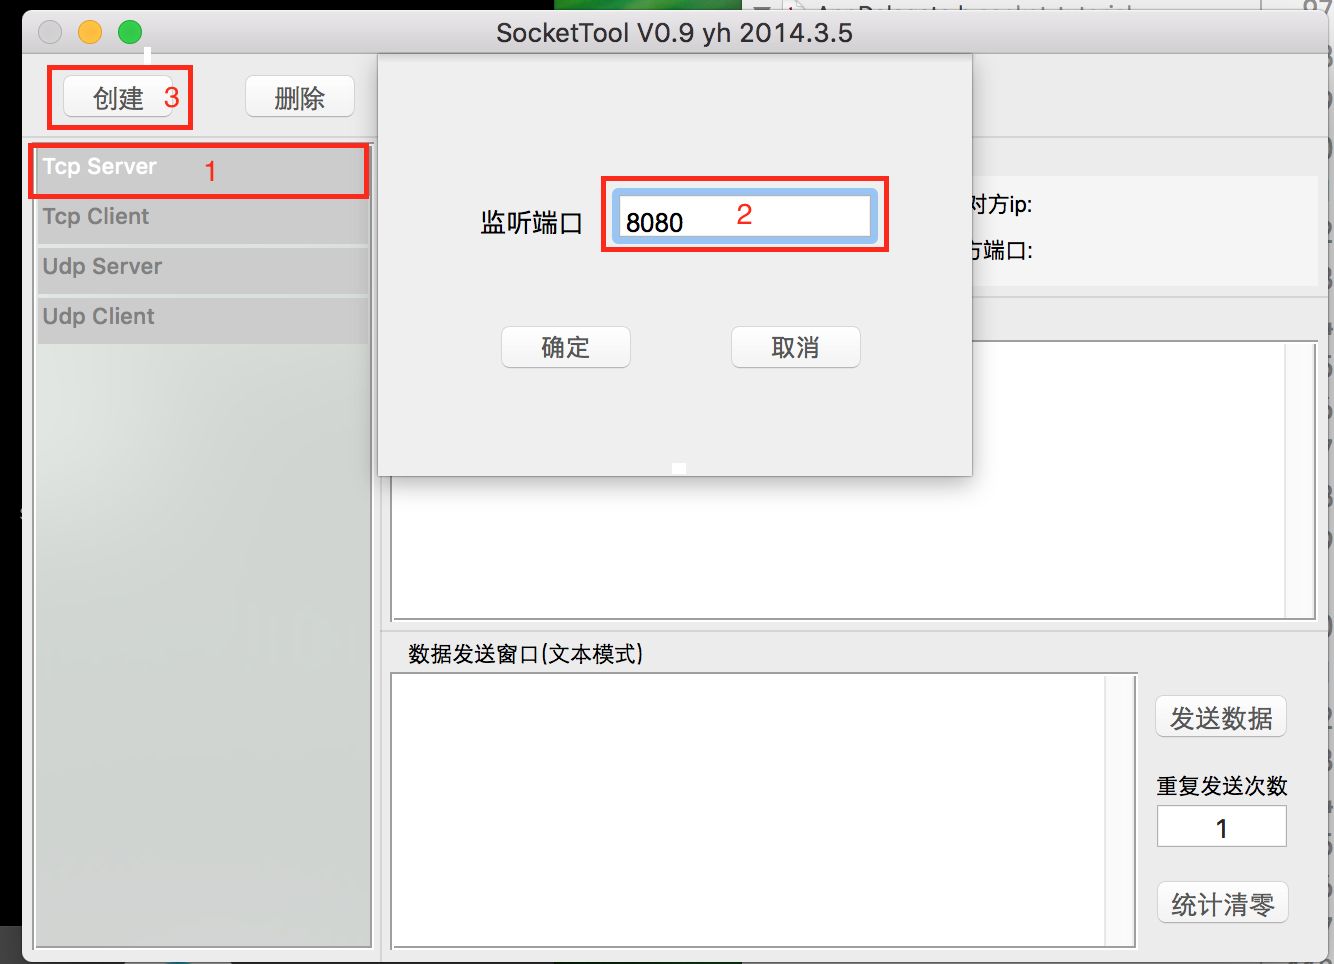 SocketTool V0.9 yh 2014.3.5
创建 3
删除
Tcp Server 1
Tcp Client
Udp Server
Udp Client
监听端口 8080 2
确定
取消
对方ip:
方端口:
数据发送窗口(文本模式)
发送数据
重复发送次数
1
统计清零